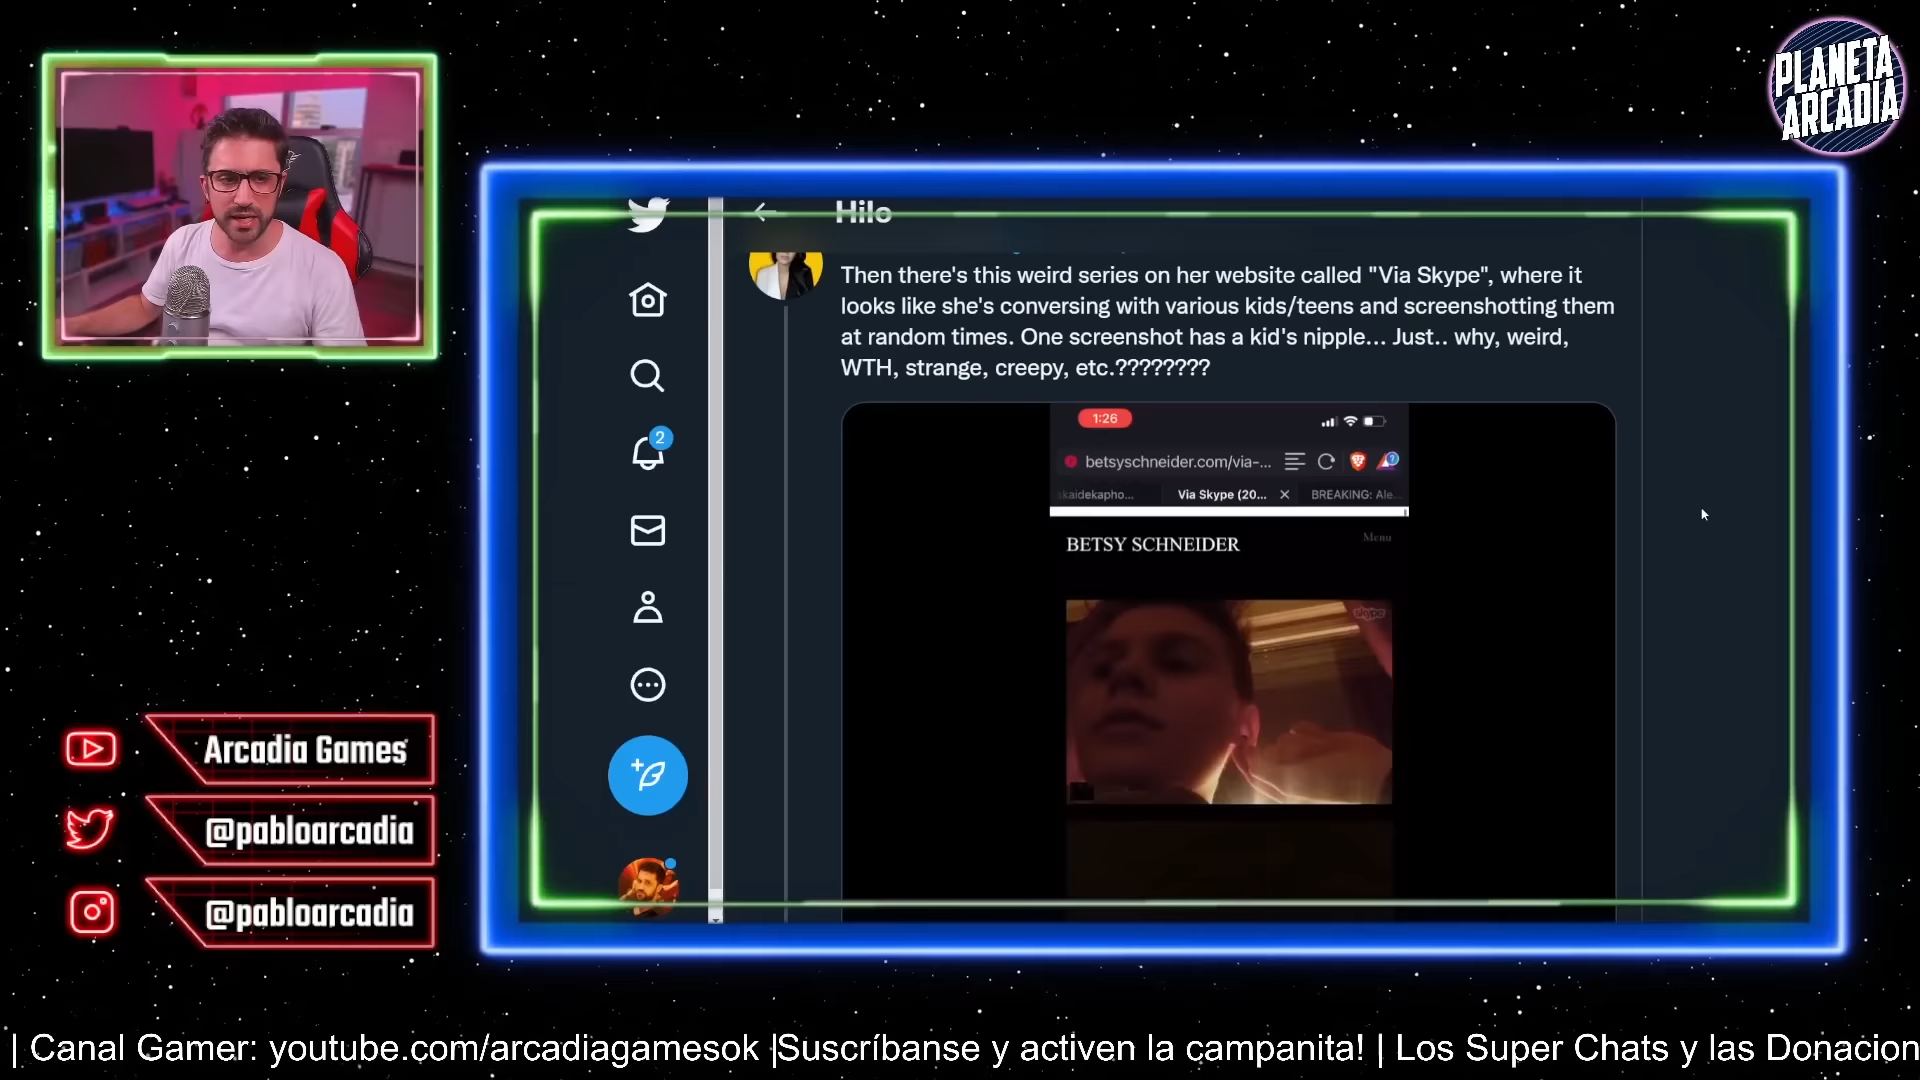 PLANETA
ARCADIA
Hilo
Then there's this weird series on her website called "Via Skype", where it
looks like she's conversing with various kids/teens and screenshotting them
at random times. One screenshot has a kid's nipple... Just.. why, weird,
WTH, strange, creepy, etc.????????
2
1:26
betsyschneider.com/via-...
kaidekapho...
Via Skype (20...
BREAKING: Ale...
BETSY SCHNEIDER
Menu
skype
Arcadia Games
@pabloarcadia
@pabloarcadia
| Canal Gamer: youtube.com/arcadiagamesok |Suscríbanse y activen la campanita! | Los Super Chats y las Donacion